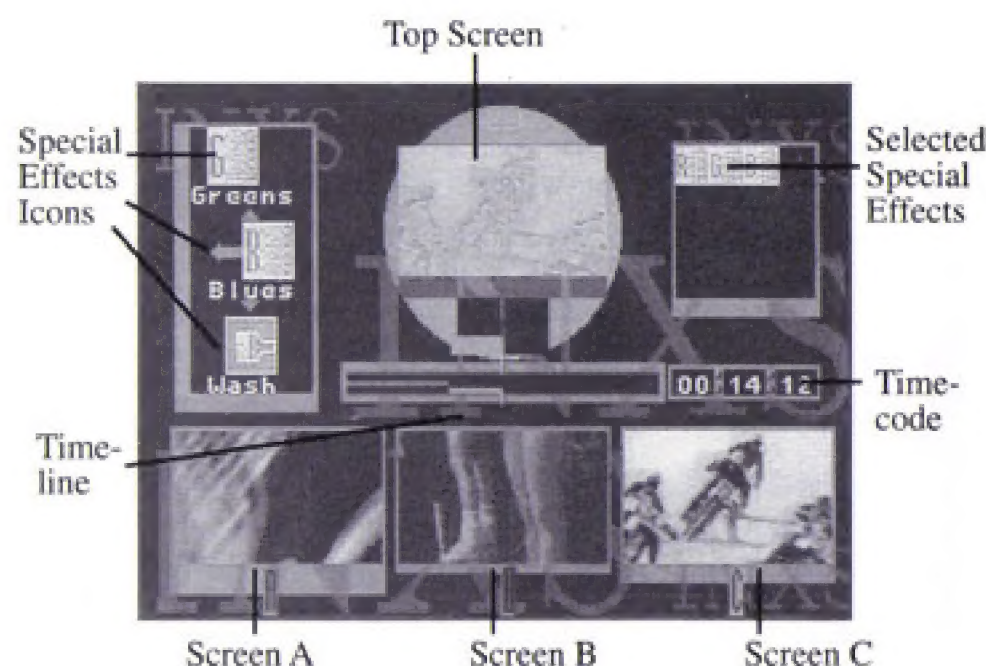 Top Screen
Special
Effects
Icons
Selected
Special
Effects
Greens
Blues
Wash
INXS
00:14:12
Time-
code
Time-
line
Screen A
Screen B
Screen C